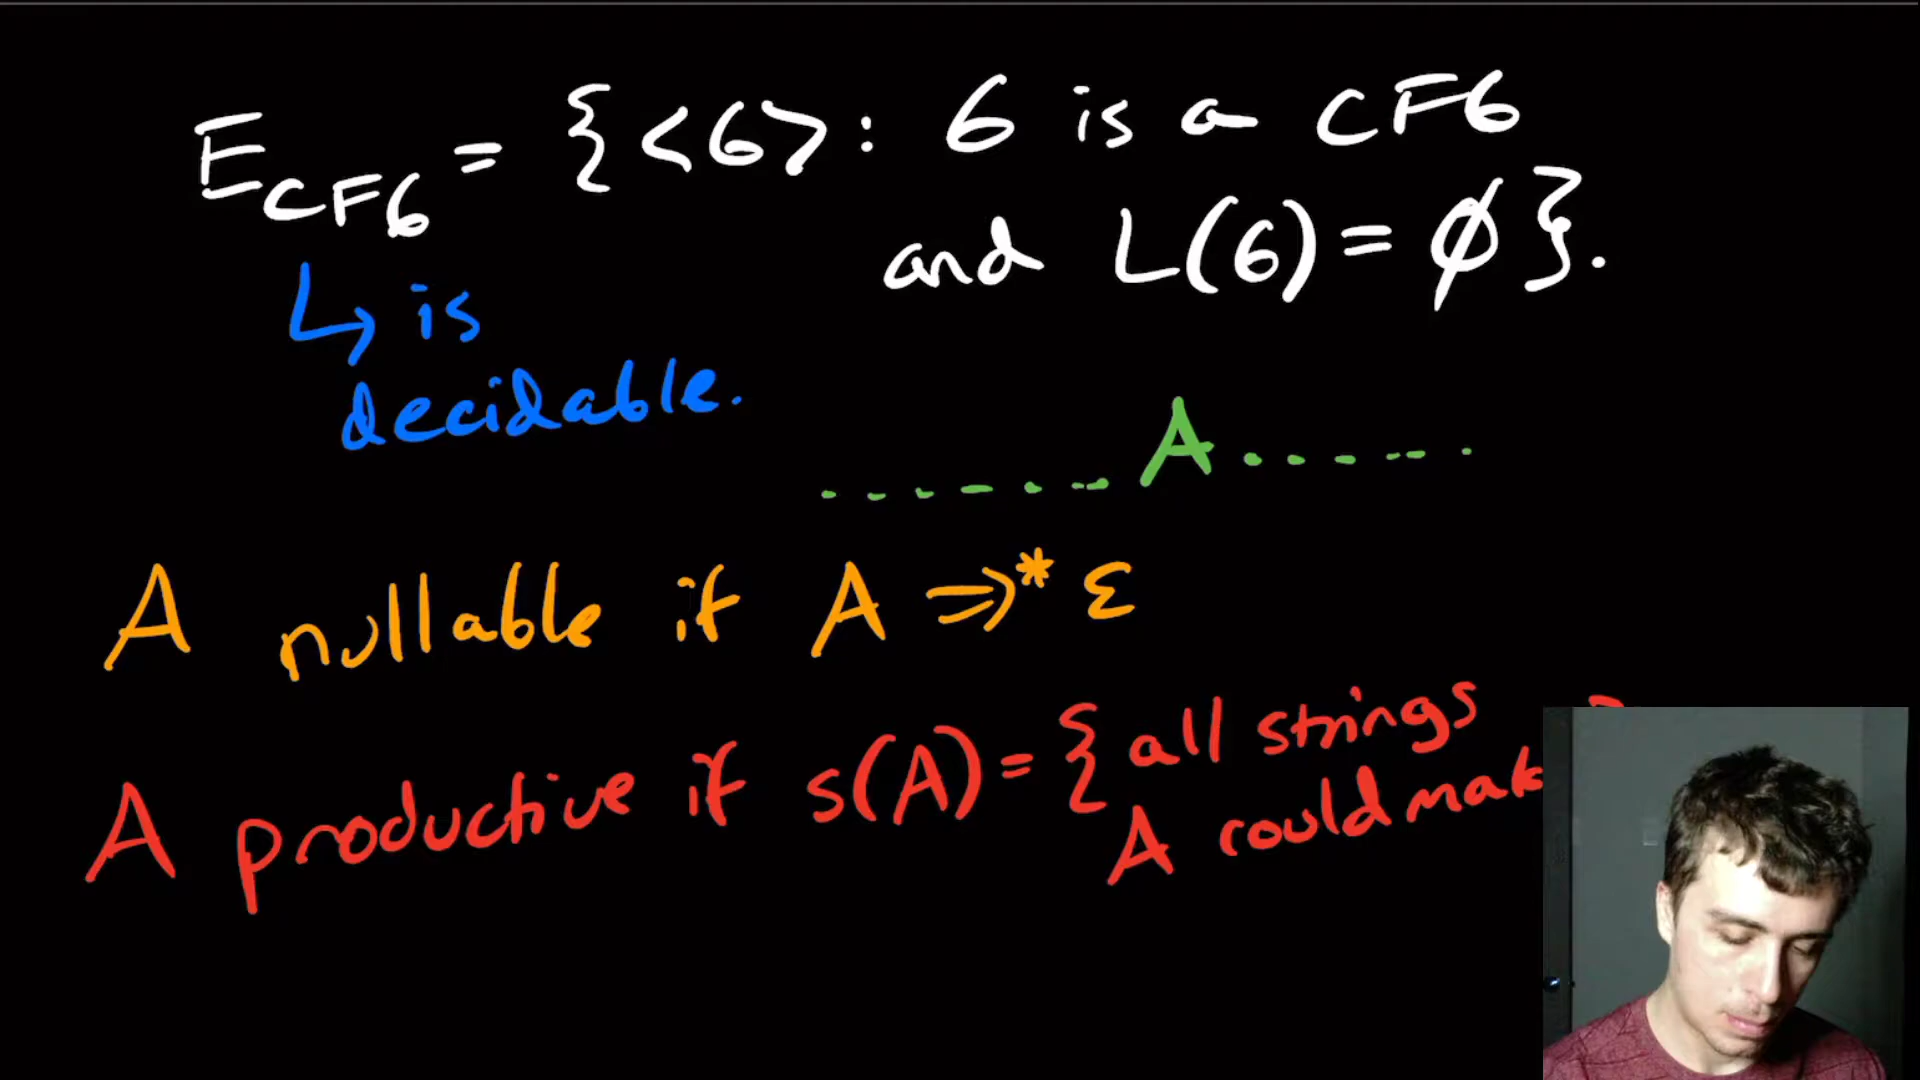 E_CFG = {<G>: G is a CFG
and L(G) = ∅}.
↳ is
decidable.
------A------
A nullable if A ⇒* ε
A productive if s(A) = {all strings
A could mak